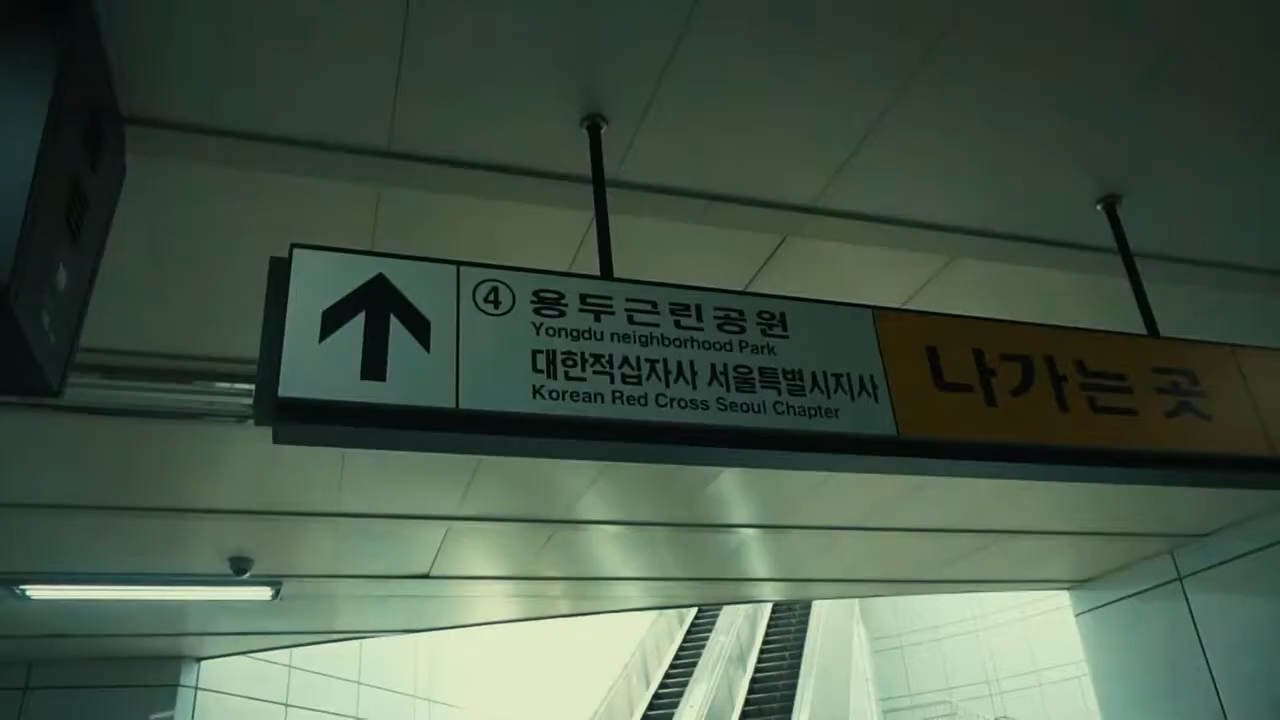 ④ 용두근린공원
Yongdu neighborhood Park
대한적십자사 서울특별시지사
Korean Red Cross Seoul Chapter
나가는 곳